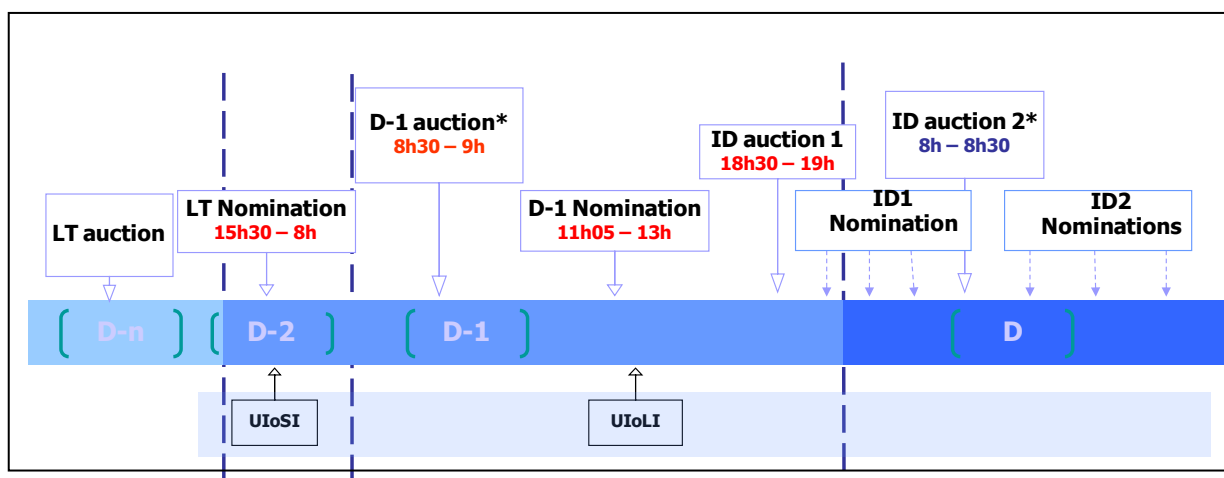 D-1 auction*
8h30 – 9h
ID auction 2*
8h – 8h30
ID auction 1
18h30 – 19h
LT auction
LT Nomination
15h30 – 8h
D-1 Nomination
11h05 – 13h
ID1
Nomination
ID2
Nominations
D-n
D-2
D-1
D
UIoSI
UIoLI